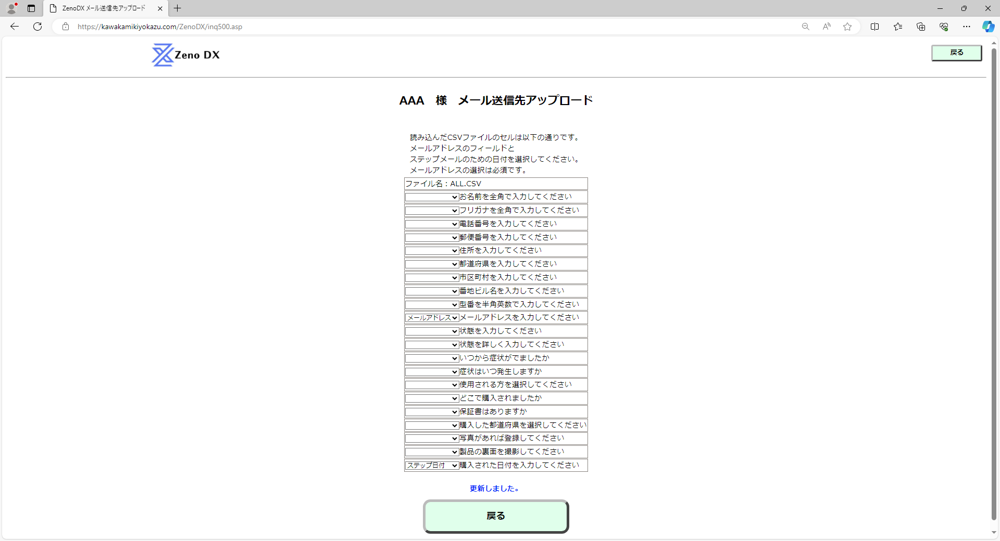 ZenoDX メール送信先アップロード
https://kawakamikiyokazu.com/ZenoDX/inq500.asp
Zeno DX
戻る
AAA 様 メール送信先アップロード
読み込んだCSVファイルのセルは以下の通りです。
メールアドレスのフィールドと
ステップメールのための日付を選択してください。
メールアドレスの選択は必須です。
ファイル名：ALL.CSV
お名前を全角で入力してください
フリガナを全角で入力してください
電話番号を入力してください
郵便番号を入力してください
住所を入力してください
都道府県を入力してください
市区町村を入力してください
番地ビル名を入力してください
型番を半角英数で入力してください
メールアドレス メールアドレスを入力してください
状態を入力してください
状態を詳しく入力してください
いつから症状がでましたか
症状はいつ発生しますか
使用される方を選択してください
どこで購入されましたか
保証書はありますか
購入した都道府県を選択してください
写真があれば登録してください
製品の裏面を撮影してください
ステップ日付 購入された日付を入力してください
更新しました。
戻る